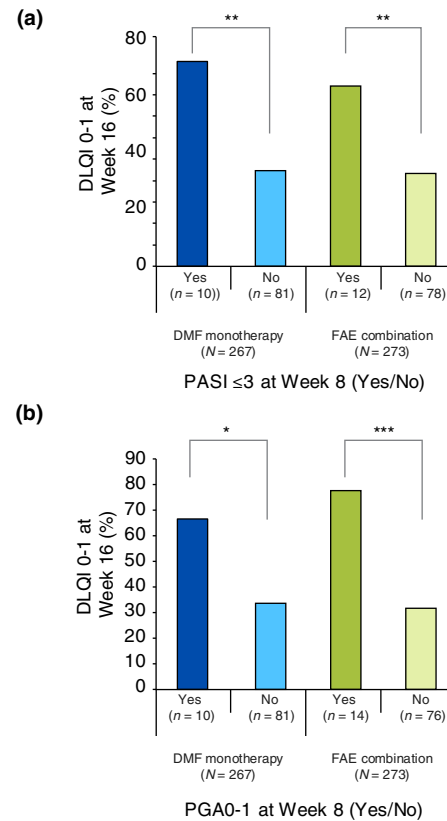 (a)
**
**
80
60
40
20
0
DLQI 0-1 at
Week 16 (%)
Yes
No
Yes
No
(n = 10))
(n = 81)
(n = 12)
(n = 78)
DMF monotherapy
FAE combination
(N = 267)
(N = 273)
PASI ≤3 at Week 8 (Yes/No)
(b)
*
***
90
80
70
60
50
40
30
20
10
0
DLQI 0-1 at
Week 16 (%)
Yes
No
Yes
No
(n = 10)
(n = 81)
(n = 14)
(n = 76)
DMF monotherapy
FAE combination
(N = 267)
(N = 273)
PGA0-1 at Week 8 (Yes/No)